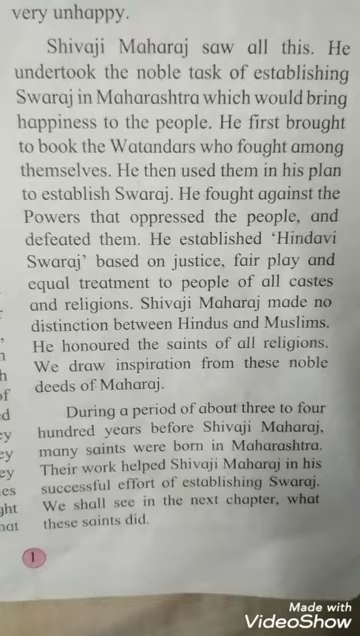 very unhappy.
Shivaji Maharaj saw all this. He
undertook the noble task of establishing
Swaraj in Maharashtra which would bring
happiness to the people. He first brought
to book the Watandars who fought among
themselves. He then used them in his plan
to establish Swaraj. He fought against the
Powers that oppressed the people, and
defeated them. He established ‘Hindavi
Swaraj’ based on justice, fair play and
equal treatment to people of all castes
and religions. Shivaji Maharaj made no
distinction between Hindus and Muslims.
He honoured the saints of all religions.
We draw inspiration from these noble
deeds of Maharaj.
During a period of about three to four
hundred years before Shivaji Maharaj,
many saints were born in Maharashtra.
Their work helped Shivaji Maharaj in his
successful effort of establishing Swaraj.
We shall see in the next chapter, what
these saints did.
1
Made with
VideoShow